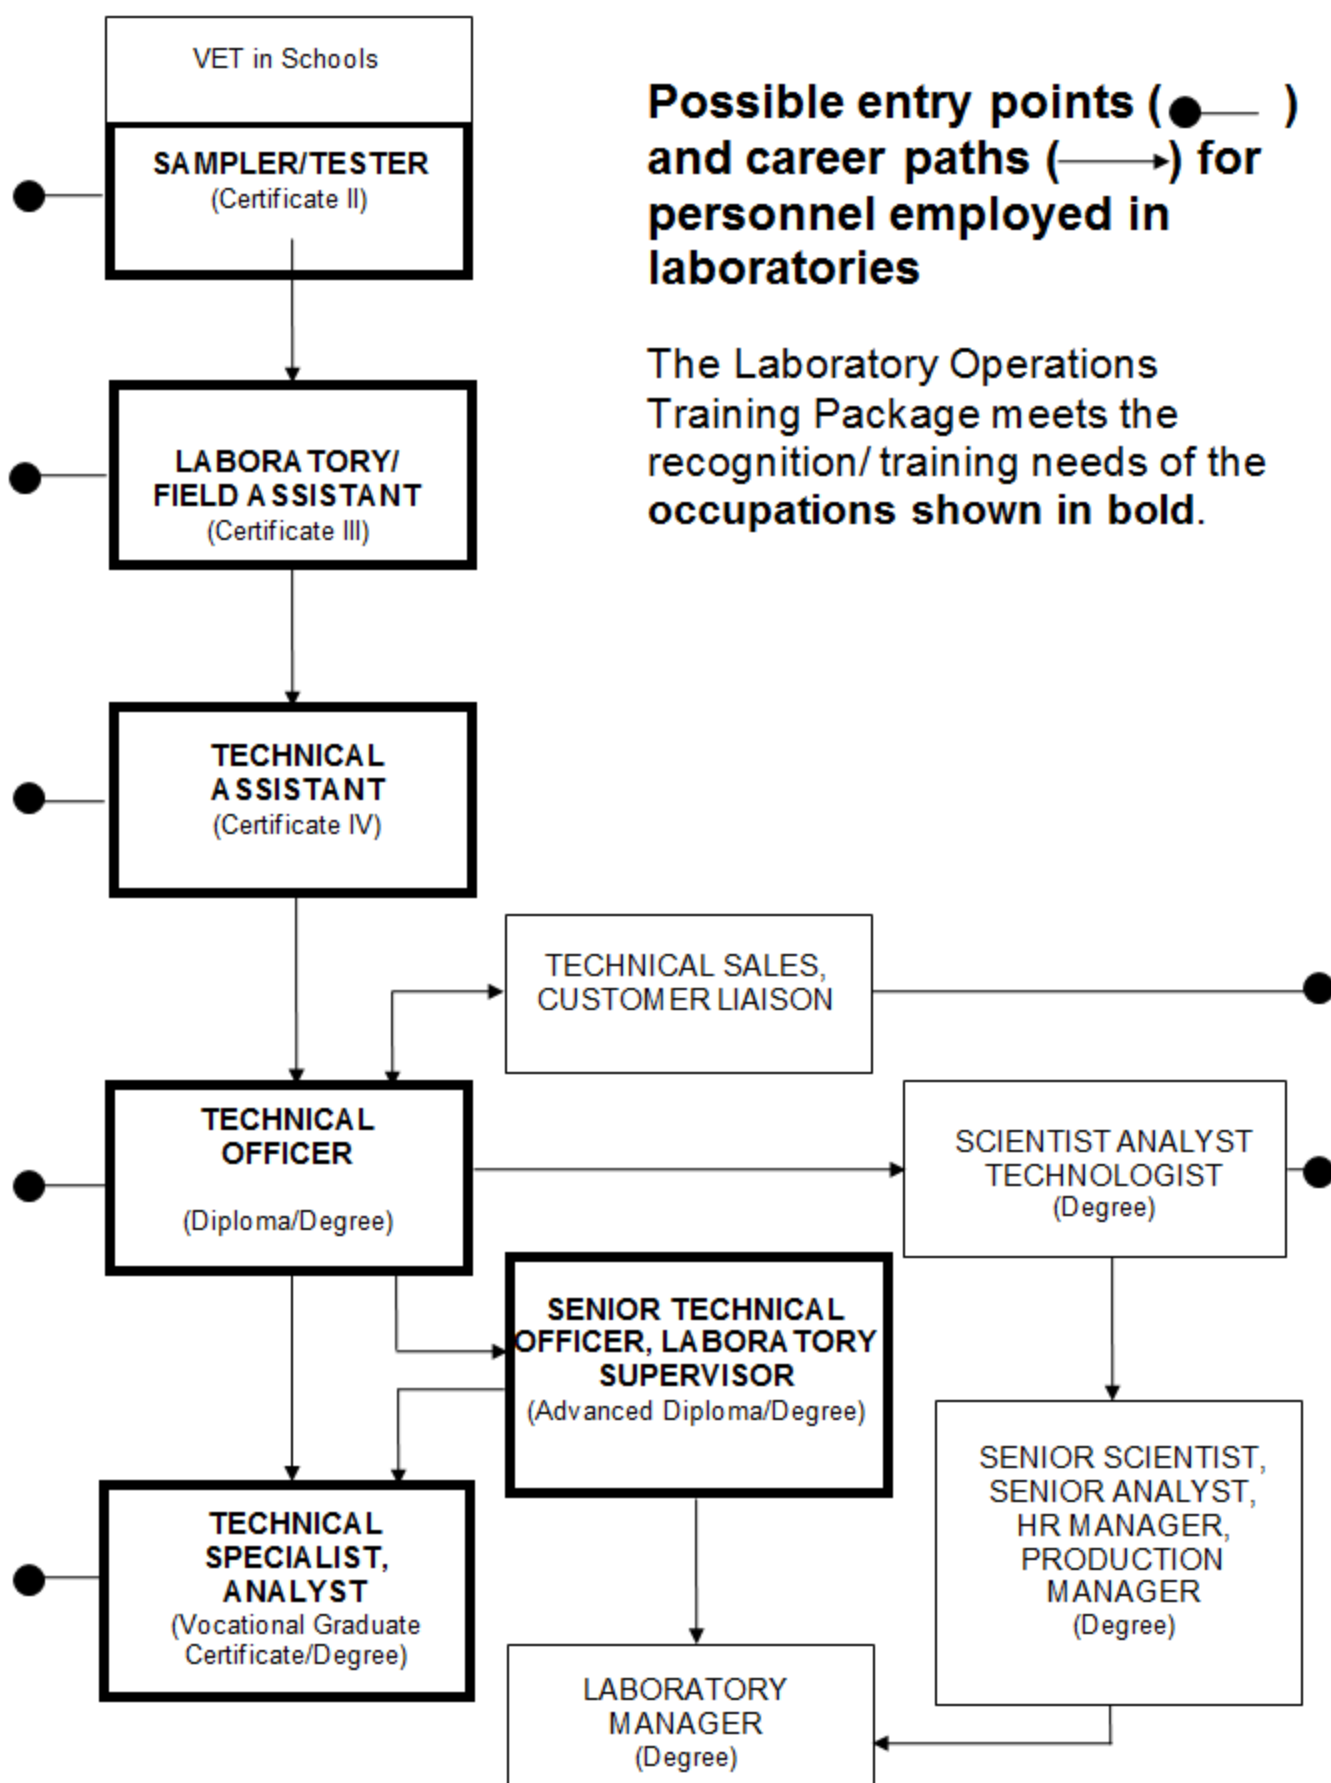 VET in Schools
SAMPLER/TESTER
(Certificate II)
Possible entry points ( )
and career paths ( ) for
personnel employed in
laboratories
The Laboratory Operations
Training Package meets the
recognition/ training needs of the
occupations shown in bold.
LABORATORY/
FIELD ASSISTANT
(Certificate III)
TECHNICAL
ASSISTANT
(Certificate IV)
TECHNICAL SALES,
CUSTOMER LIAISON
TECHNICAL
OFFICER
(Diploma/Degree)
SCIENTIST ANALYST
TECHNOLOGIST
(Degree)
SENIOR TECHNICAL
OFFICER, LABORATORY
SUPERVISOR
(Advanced Diploma/Degree)
SENIOR SCIENTIST,
SENIOR ANALYST,
HR MANAGER,
PRODUCTION
MANAGER
(Degree)
TECHNICAL
SPECIALIST,
ANALYST
(Vocational Graduate
Certificate/Degree)
LABORATORY
MANAGER
(Degree)